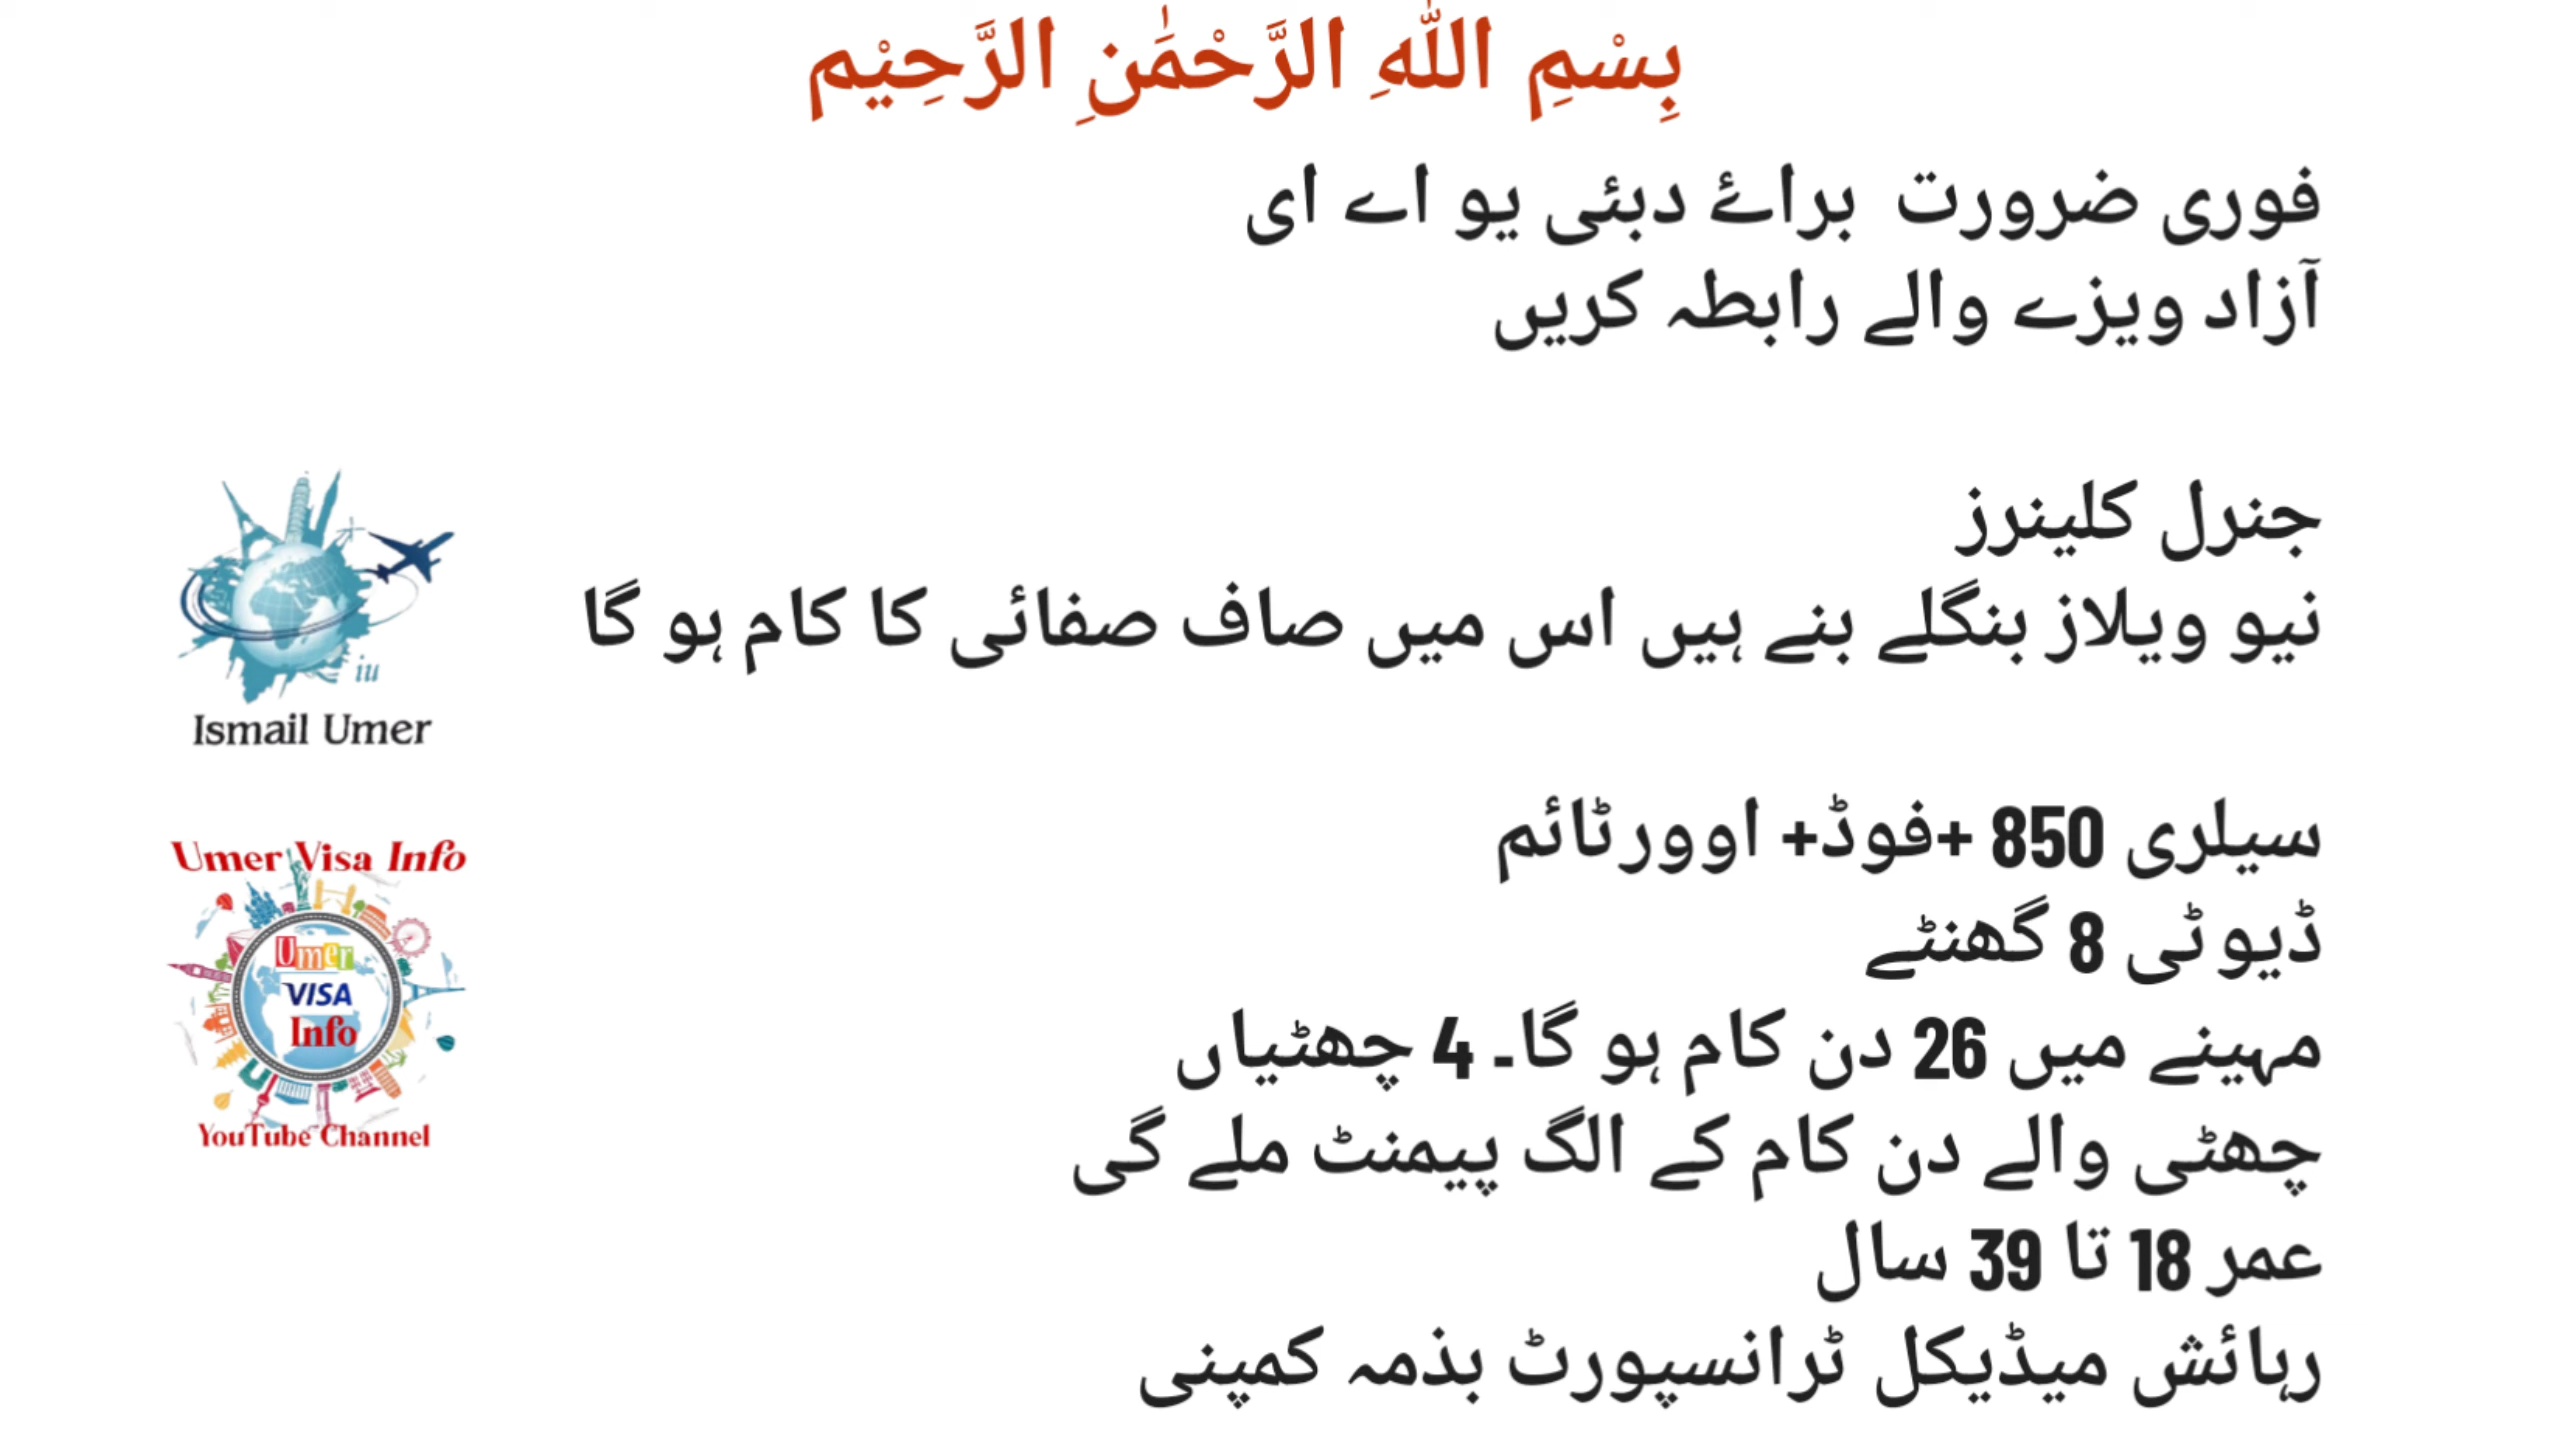 بِسْمِ اللّٰهِ الرَّحْمٰنِ الرَّحِيْم
فوری ضرورت برائے دبئی یو اے ای
آزاد ویزے والے رابطہ کریں
جنرل کلینرز
نیو ویلاز بنگلے بنے ہیں اس میں صاف صفائی کا کام ہو گا
iu
Ismail Umer
سیلری 850 +فوڈ+ اوورٹائم
Umer Visa Info
ڈیوٹی 8 گھنٹے
Umer
VISA
Info
مہینے میں 26 دن کام ہو گا۔ 4 چھٹیاں
YouTube Channel
چھٹی والے دن کام کے الگ پیمنٹ ملے گی
عمر 18 تا 39 سال
رہائش میڈیکل ٹرانسپورٹ بذمہ کمپنی